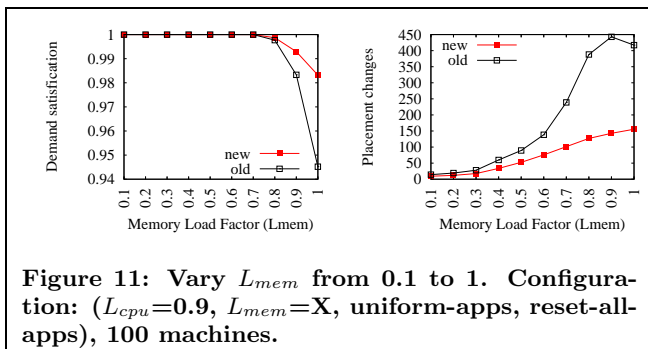 1
0.99
0.98
0.97
0.96
0.95
0.94
Demand satisfaction
new
old
0.1 0.2 0.3 0.4 0.5 0.6 0.7 0.8 0.9 1
Memory Load Factor (Lmem)
450
400
350
300
250
200
150
100
50
0
Placement changes
new
old
0.1 0.2 0.3 0.4 0.5 0.6 0.7 0.8 0.9 1
Memory Load Factor (Lmem)
Figure 11: Vary Lmem from 0.1 to 1. Configura-
tion: (Lcpu=0.9, Lmem=X, uniform-apps, reset-all-
apps), 100 machines.